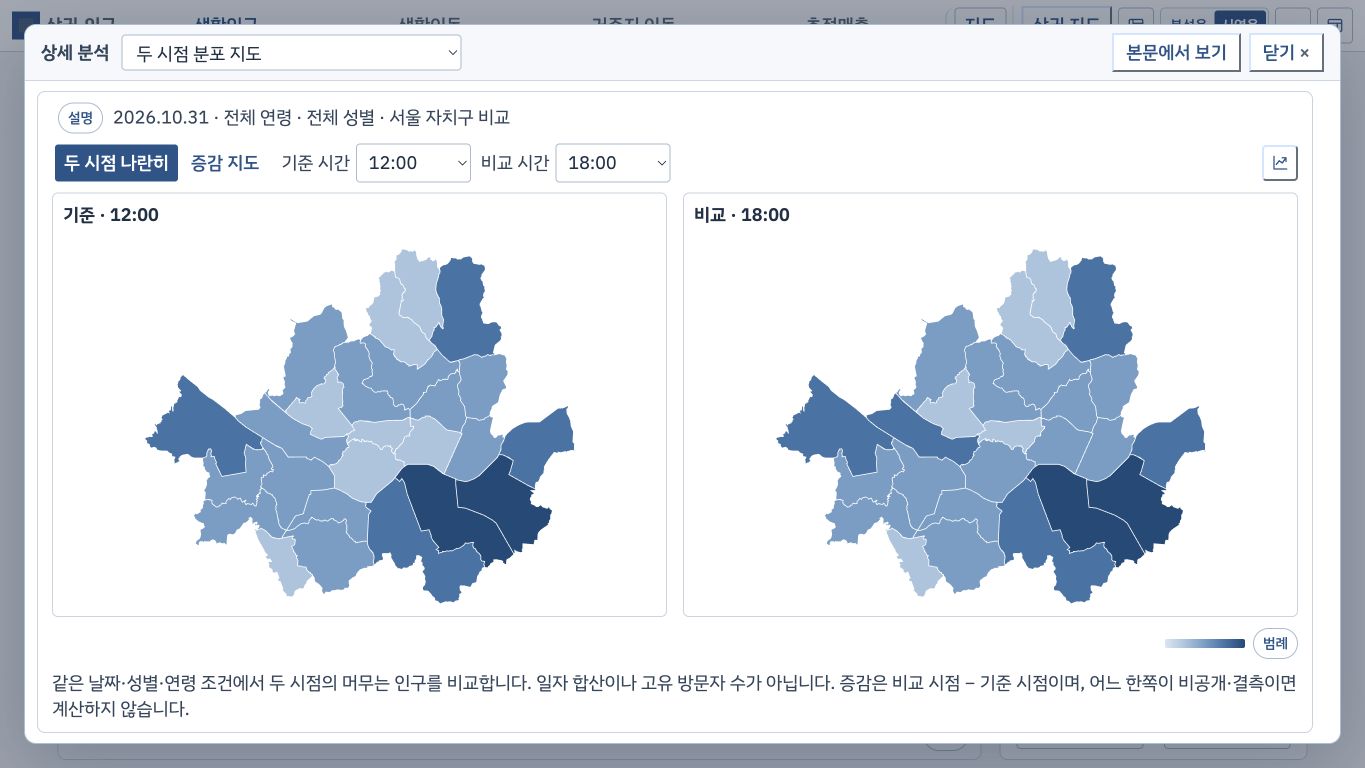 생활인구
상세 분석
두 시점 분포 지도
본문에서 보기
닫기 ×
설명
2026.10.31 · 전체 연령 · 전체 성별 · 서울 자치구 비교
두 시점 나란히
증감 지도
기준 시간
12:00
비교 시간
18:00
기준 · 12:00
비교 · 18:00
범례
같은 날짜·성별·연령 조건에서 두 시점의 머무는 인구를 비교합니다. 일자 합산이나 고유 방문자 수가 아닙니다. 증감은 비교 시점 – 기준 시점이며, 어느 한쪽이 비공개·결측이면
계산하지 않습니다.